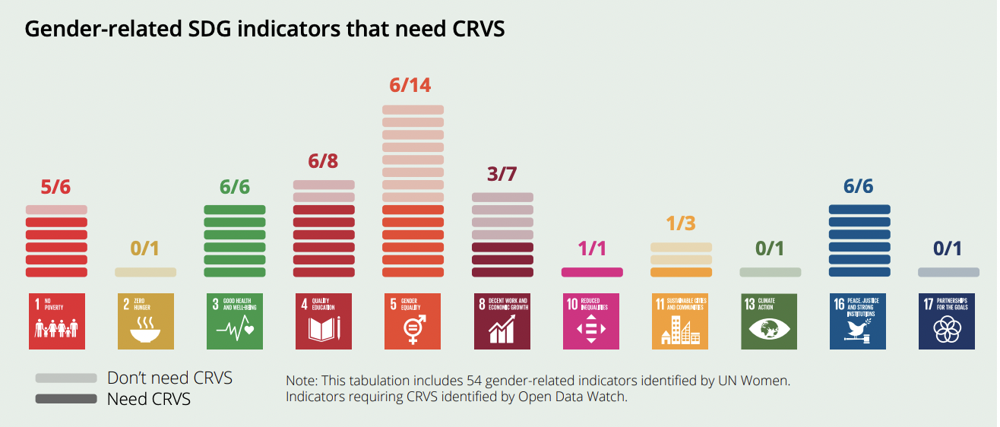 Gender-related SDG indicators that need CRVS
6/14
6/8
3/7
5/6
6/6
6/6
1/3
0/1
1/1
0/1
0/1
1 NO
POVERTY
2 ZERO
HUNGER
3 GOOD HEALTH
AND WELL-BEING
4 QUALITY
EDUCATION
5 GENDER
EQUALITY
8 DECENT WORK AND
ECONOMIC GROWTH
10 REDUCED
INEQUALITIES
11 SUSTAINABLE CITIES
AND COMMUNITIES
13 CLIMATE
ACTION
16 PEACE, JUSTICE
AND STRONG
INSTITUTIONS
17 PARTNERSHIPS
FOR THE GOALS
Don't need CRVS
Need CRVS
Note: This tabulation includes 54 gender-related indicators identified by UN Women.
Indicators requiring CRVS identified by Open Data Watch.